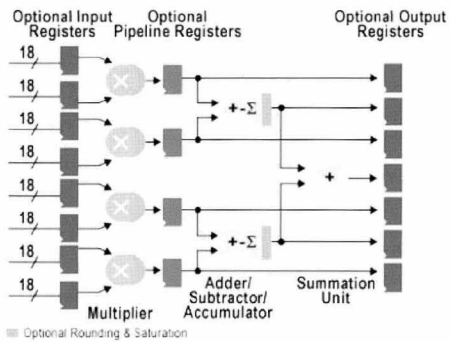 Optional Input
Registers
Optional
Pipeline Registers
Optional Output
Registers
18
18
18
18
18
18
18
18
+-Σ
+
+-Σ
Multiplier
Adder/
Subtractor/
Accumulator
Summation
Unit
Optional Rounding & Saturation